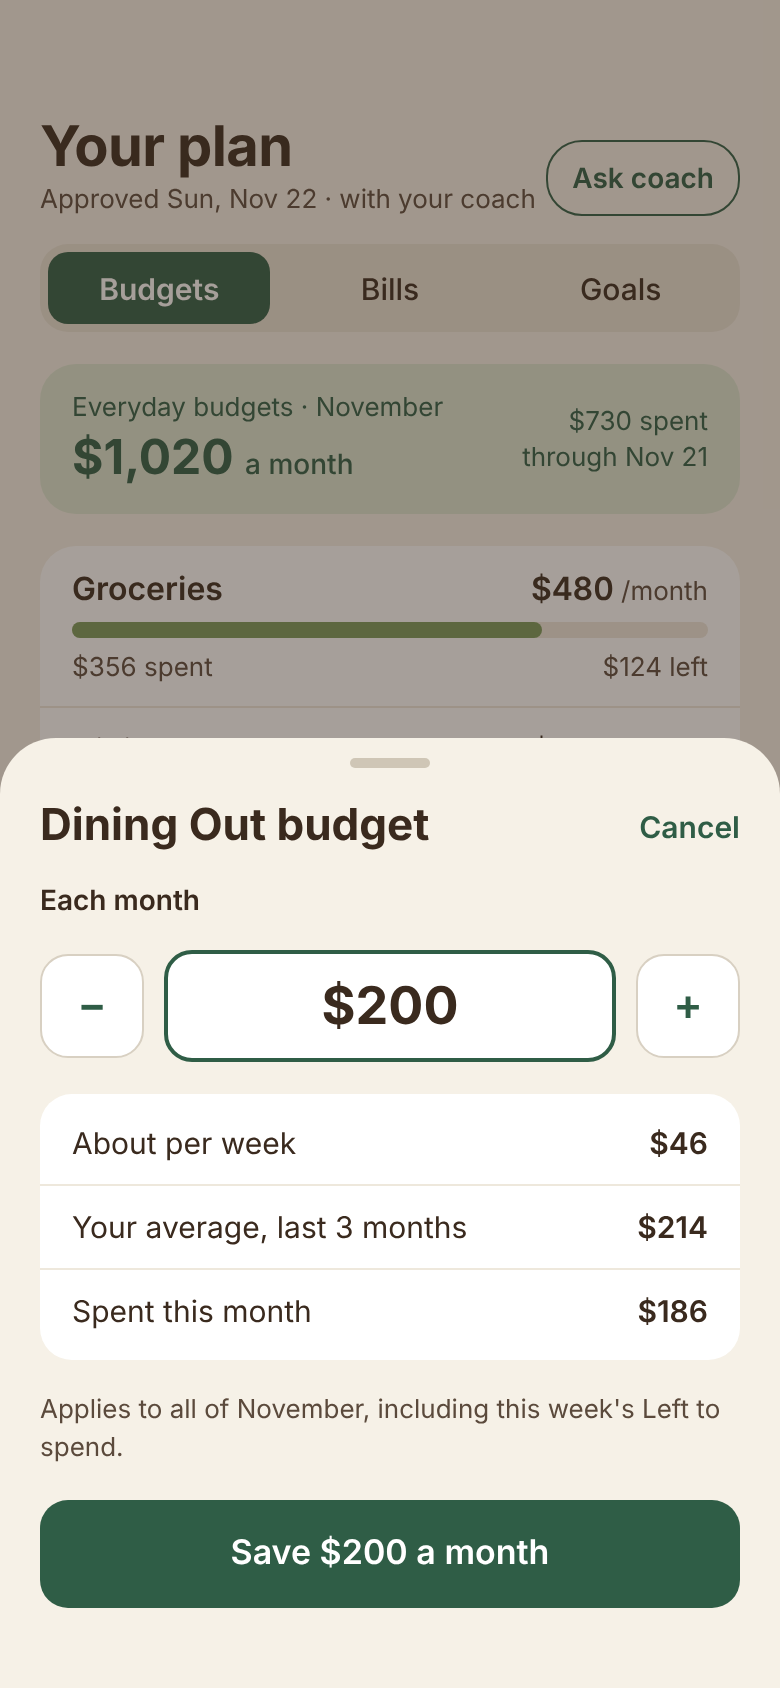 Your plan
Approved Sun, Nov 22 · with your coach
Ask coach
Budgets
Bills
Goals
Everyday budgets · November
$1,020 a month
$730 spent
through Nov 21
Groceries
$480 /month
$356 spent
$124 left
Dining Out budget
Cancel
Each month
−
$200
+
About per week
$46
Your average, last 3 months
$214
Spent this month
$186
Applies to all of November, including this week's Left to
spend.
Save $200 a month